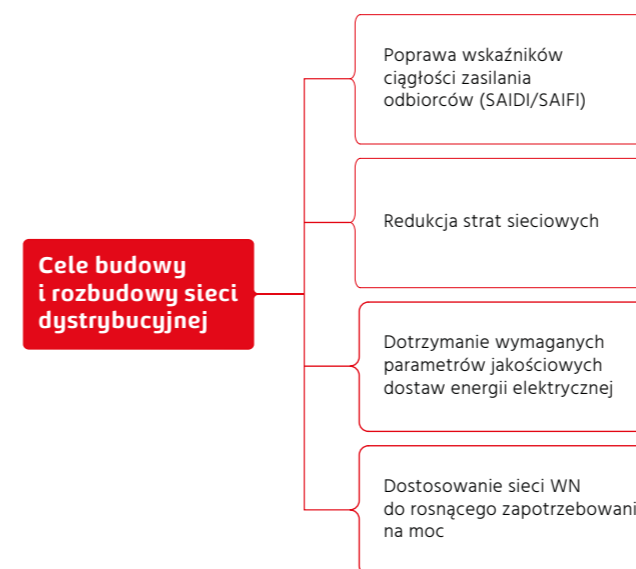 Poprawa wskaźników
ciągłości zasilania
odbiorców (SAIDI/SAIFI)
Redukcja strat sieciowych
Cele budowy
i rozbudowy sieci
dystrybucyjnej
Dotrzymanie wymaganych
parametrów jakościowych
dostaw energii elektrycznej
Dostosowanie sieci WN
do rosnącego zapotrzebowani
na moc